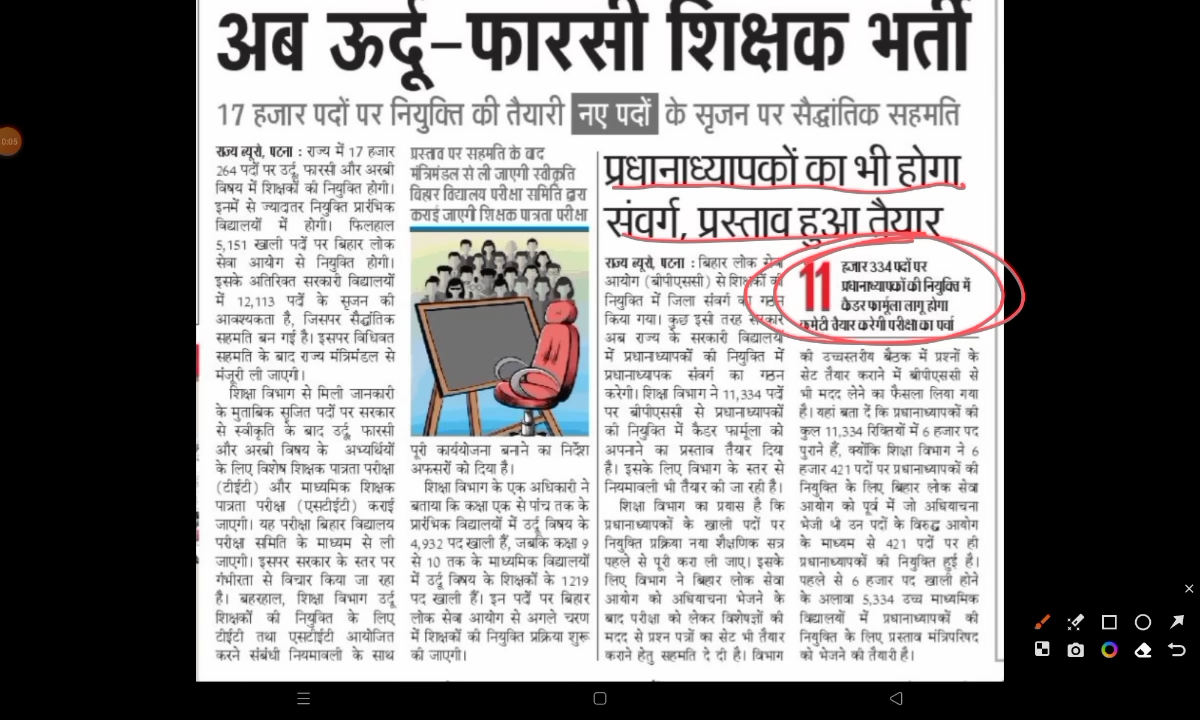 अब ऊर्दू-फारसी शिक्षक भर्ती
17 हजार पदों पर नियुक्ति की तैयारी नए पदों के सृजन पर सैद्धांतिक सहमति
राज्य ब्यूरो, पटना : राज्य में 17 हजार
264 पदों पर उर्दू, फारसी और अरबी
विषय में शिक्षकों की नियुक्ति होगी।
इनमें से ज्यादातर नियुक्ति प्रारंभिक
विद्यालयों में होगी। फिलहाल
5,151 खाली पदों पर बिहार लोक
सेवा आयोग से नियुक्ति होगी।
इसके अतिरिक्त सरकारी विद्यालयों
में 12,113 पदों के सृजन की
आवश्यकता है, जिसपर सैद्धांतिक
सहमति बन गई है। इसपर विधिवत
सहमति के बाद राज्य मंत्रिमंडल से
मंजूरी ली जाएगी।
शिक्षा विभाग से मिली जानकारी
के मुताबिक सृजित पदों पर सरकार
से स्वीकृति के बाद उर्दू, फारसी
और अरबी विषय के अभ्यर्थियों
के लिए विशेष शिक्षक पात्रता परीक्षा
(टीईटी) और माध्यमिक शिक्षक
पात्रता परीक्षा (एसटीईटी) कराई
जाएगी। यह परीक्षा बिहार विद्यालय
परीक्षा समिति के माध्यम से ली
जाएगी। इसपर सरकार के स्तर पर
गंभीरता से विचार किया जा रहा
है। बहरहाल, शिक्षा विभाग उर्दू
शिक्षकों की नियुक्ति के लिए
टीईटी तथा एसटीईटी आयोजित
करने संबंधी नियमावली के साथ
प्रस्ताव पर सहमति के बाद
मंत्रिमंडल से ली जाएगी स्वीकृति
बिहार विद्यालय परीक्षा समिति द्वारा
कराई जाएगी शिक्षक पात्रता परीक्षा
पूरी कार्ययोजना बनाने का निर्देश
अफसरों को दिया है।
शिक्षा विभाग के एक अधिकारी ने
बताया कि कक्षा एक से पांच तक के
प्रारंभिक विद्यालयों में उर्दू विषय के
4,932 पद खाली हैं, जबकि कक्षा 9
से 10 तक के माध्यमिक विद्यालयों
में उर्दू विषय के शिक्षकों के 1219
पद खाली हैं। इन पदों पर बिहार
लोक सेवा आयोग से अगले चरण
में शिक्षकों की नियुक्ति प्रक्रिया शुरू
की जाएगी।
प्रधानाध्यापकों का भी होगा
संवर्ग, प्रस्ताव हुआ तैयार
राज्य ब्यूरो, पटना : बिहार लोक सेवा
आयोग (बीपीएससी) से शिक्षकों की
नियुक्ति में जिला संवर्ग का गठन
किया गया। कुछ इसी तरह सरकार
अब राज्य के सरकारी विद्यालयों
में प्रधानाध्यापकों की नियुक्ति में
प्रधानाध्यापक संवर्ग का गठन
करेगी। शिक्षा विभाग ने 11,334 पदों
पर बीपीएससी से प्रधानाध्यापकों
की नियुक्ति में कैडर फार्मूला को
अपनाने का प्रस्ताव तैयार दिया
है। इसके लिए विभाग के स्तर से
नियमावली भी तैयार की जा रही है।
शिक्षा विभाग का प्रयास है कि
प्रधानाध्यापकों के खाली पदों पर
नियुक्ति प्रक्रिया नया शैक्षणिक सत्र
पहले से पूरी करा ली जाए। इसके
लिए विभाग ने बिहार लोक सेवा
आयोग को अधियाचना भेजने के
बाद परीक्षा को लेकर विशेषज्ञों की
मदद से प्रश्न पत्रों का सेट भी तैयार
कराने हेतु सहमति दे दी है। विभाग
11 हजार 334 पदों पर
प्रधानाध्यापकों की नियुक्ति में
कैडर फार्मूला लागू होगा
कमेटी तैयार करेगी परीक्षा का पर्चा
की उच्चस्तरीय बैठक में प्रश्नों के
सेट तैयार कराने में बीपीएससी से
भी मदद लेने का फैसला लिया गया
है। यहां बता दें कि प्रधानाध्यापकों की
कुल 11,334 रिक्तियों में 6 हजार पद
पुराने हैं, क्योंकि शिक्षा विभाग ने 6
हजार 421 पदों पर प्रधानाध्यापकों की
नियुक्ति के लिए बिहार लोक सेवा
आयोग को पूर्व में जो अधियाचना
भेजी थी उन पदों के विरुद्ध आयोग
के माध्यम से 421 पदों पर ही
प्रधानाध्यापकों की नियुक्ति हुई है।
पहले से 6 हजार पद खाली होने
के अलावा 5,334 उच्च माध्यमिक
विद्यालयों में प्रधानाध्यापकों की
नियुक्ति के लिए प्रस्ताव मंत्रिपरिषद
को भेजने की तैयारी है।
0:05